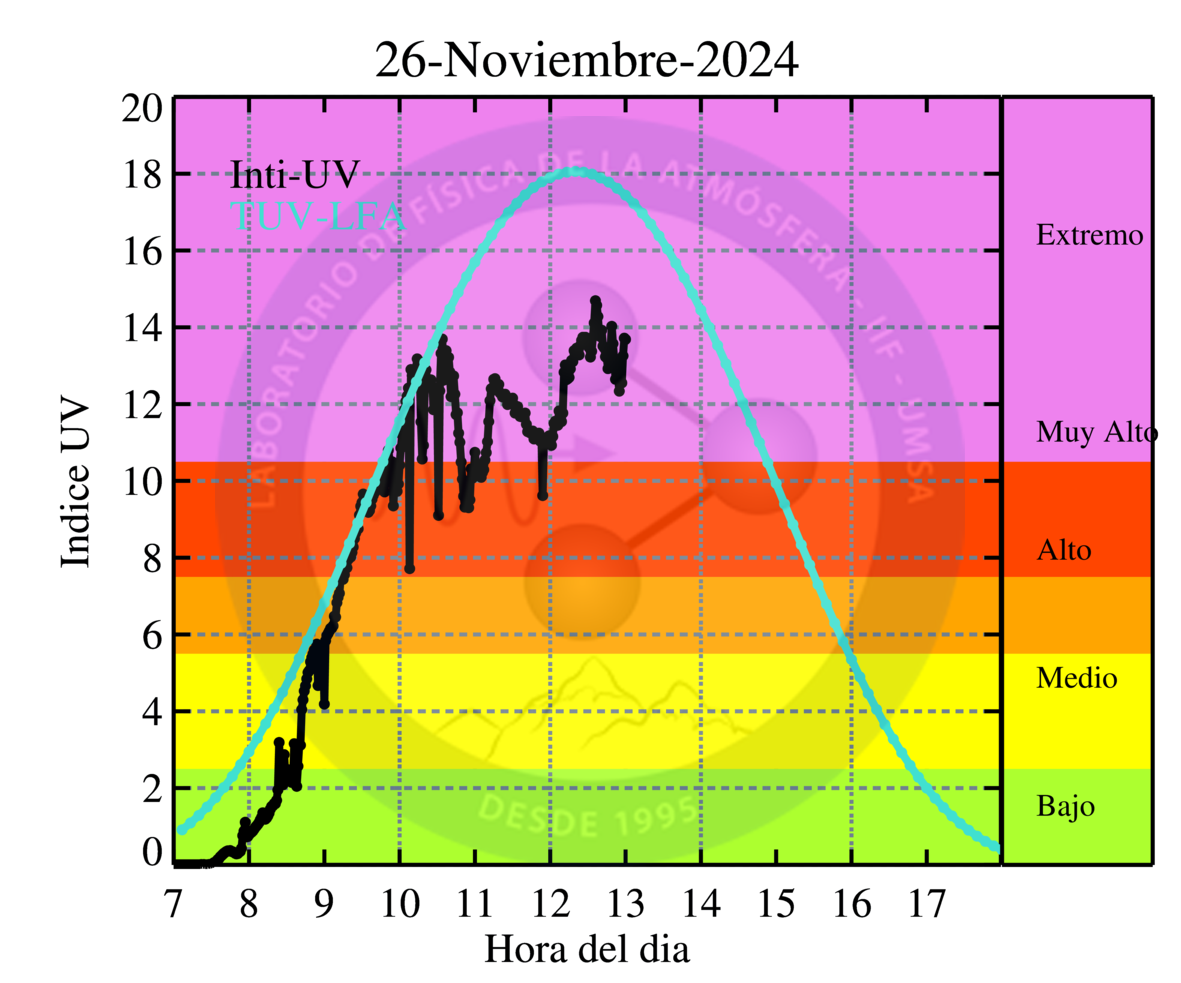 26-Noviembre-2024
20
18
16
14
12
10
8
6
4
2
0
Indice UV
Inti-UV
TUV-LFA
LABORATORIO DE FÍSICA DE LA ATMÓSFERA - IIF - UMSA
DESDE 1995
Extremo
Muy Alto
Alto
Medio
Bajo
7 8 9 10 11 12 13 14 15 16 17
Hora del dia